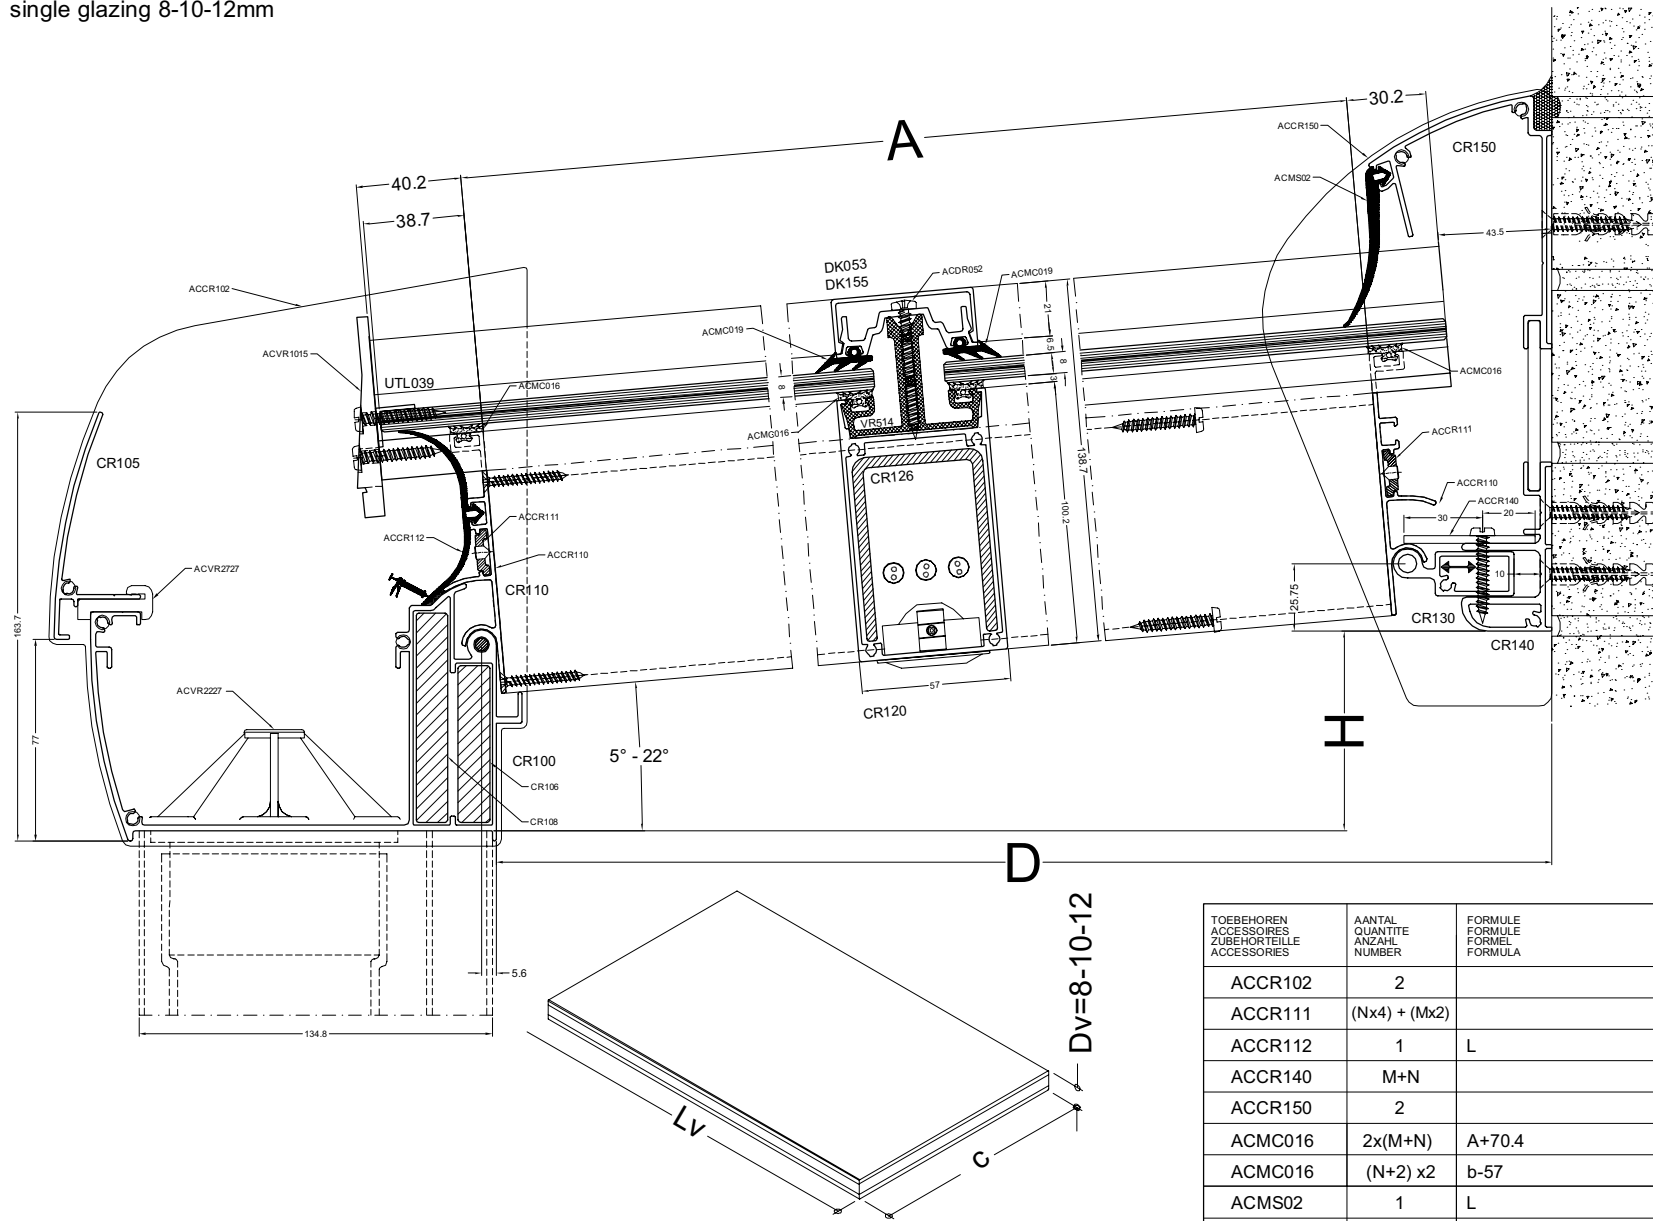 single glazing 8-10-12mm
30.2
A
ACCR150
CR150
ACMS02
40.2
38.7
43.5
DK053
DK155
ACDR052
ACMC019
ACCR102
21
6.5
8
3
ACMC019
ACVR1015
UTL039
ACMC016
8
ACMC016
VR514
ACMC016
138.7
100.2
ACCR111
CR105
CR126
ACCR110
ACCR140
30
20
ACCR111
ACCR112
ACCR110
10
ACVR2727
CR110
25.75
CR130
CR140
163.7
77
ACVR2227
57
CR120
H
5° - 22°
CR100
CR106
CR108
D
5.6
134.8
Dv=8-10-12
Lv
c
TOEBEHOREN AANTAL FORMULE
ACCESSOIRES QUANTITE FORMULE
ZUBEHORTEILLE ANZAHL FORMEL
ACCESSORIES NUMBER FORMULA
ACCR102 2
ACCR111 (Nx4) + (Mx2)
ACCR112 1 L
ACCR140 M+N
ACCR150 2
ACMC016 2x(M+N) A+70.4
ACMC016 (N+2) x2 b-57
ACMS02 1 L